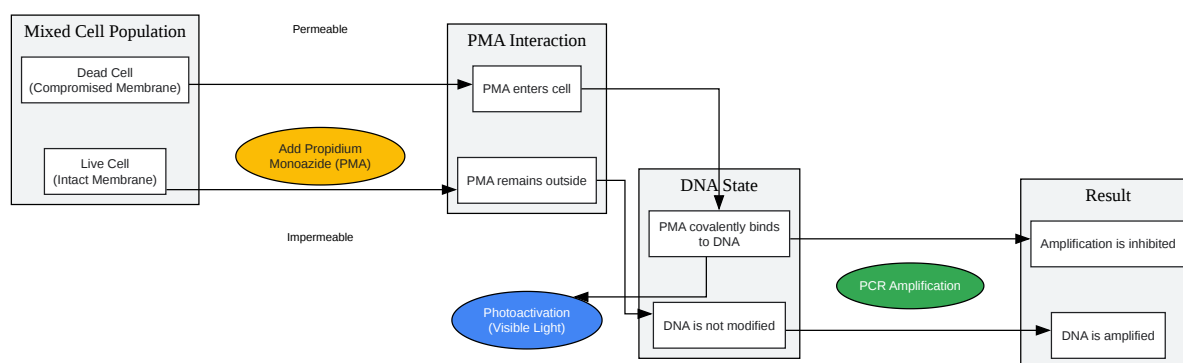 Mixed Cell Population
Dead Cell
(Compromised Membrane)
Live Cell
(Intact Membrane)
Permeable
Add Propidium
Monoazide (PMA)
Impermeable
PMA Interaction
PMA enters cell
PMA remains outside
Photoactivation
(Visible Light)
DNA State
PMA covalently binds
to DNA
DNA is not modified
PCR Amplification
Result
Amplification is inhibited
DNA is amplified